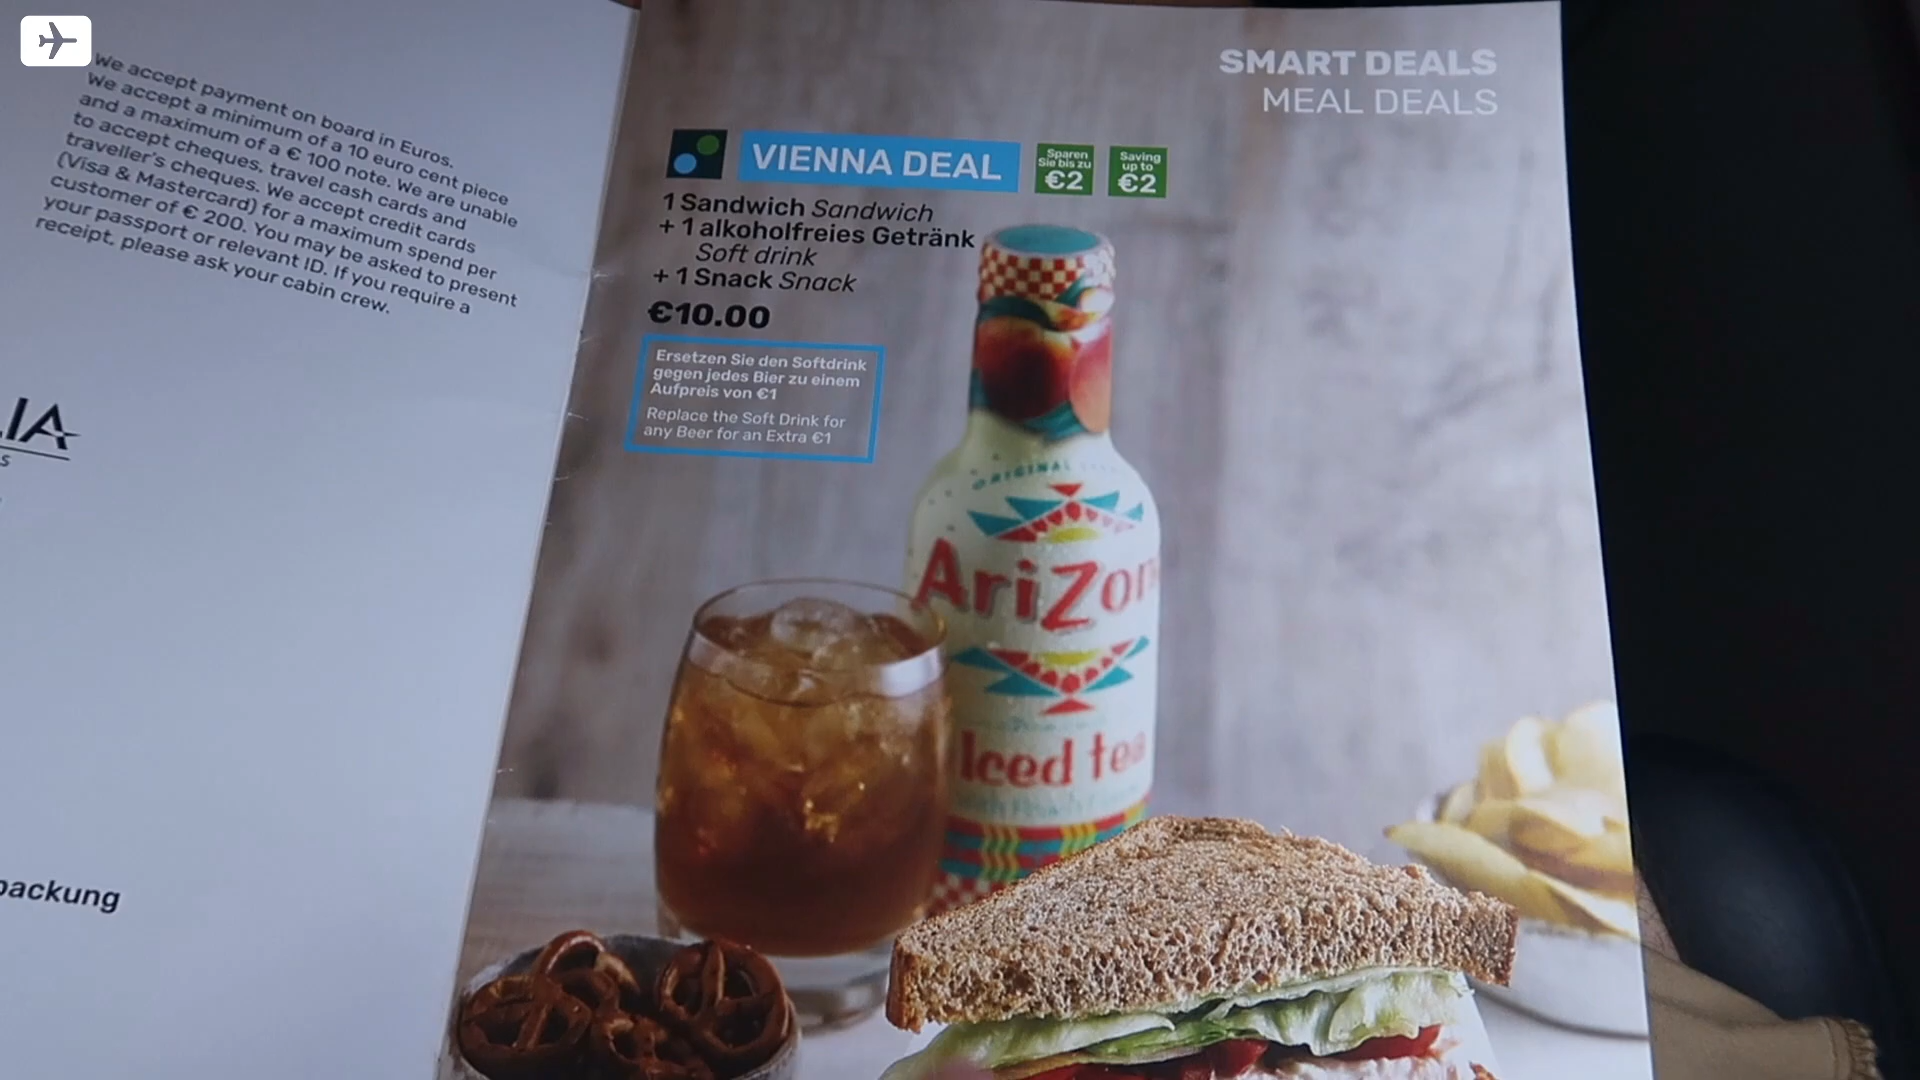 We accept payment on board in Euros.
We accept a minimum of a 10 euro cent piece
and a maximum of a € 100 note. We are unable
to accept cheques, travel cash cards and
traveller's cheques. We accept credit cards
(Visa & Mastercard) for a maximum spend per
customer of € 200. You may be asked to present
your passport or relevant ID. If you require a
receipt, please ask your cabin crew.
LIA
packung
SMART DEALS
MEAL DEALS
VIENNA DEAL
Sparen
Sie bis zu
€2
Saving
up to
€2
1 Sandwich Sandwich
+ 1 alkoholfreies Getränk
Soft drink
+ 1 Snack Snack
€10.00
Ersetzen Sie den Softdrink
gegen jedes Bier zu einem
Aufpreis von €1
Replace the Soft Drink for
any Beer for an Extra €1
ORIGINAL
AriZon
Iced tea